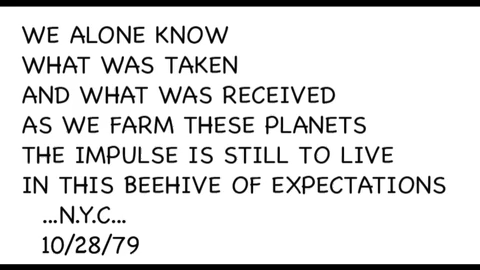 WE ALONE KNOW
WHAT WAS TAKEN
AND WHAT WAS RECEIVED
AS WE FARM THESE PLANETS
THE IMPULSE IS STILL TO LIVE
IN THIS BEEHIVE OF EXPECTATIONS
...N.Y.C...
10/28/79